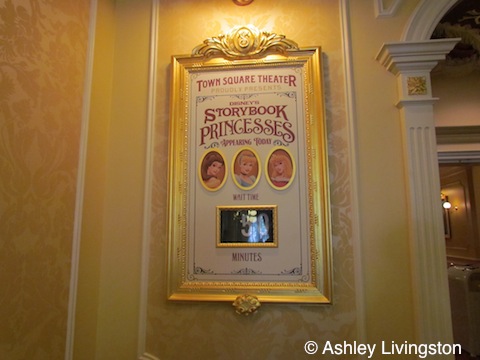 TOWN SQUARE THEATER
PROUDLY PRESENTS
DISNEY'S
STORYBOOK
PRINCESSES
APPEARING TODAY
WAIT TIME
MINUTES
© Ashley Livingston